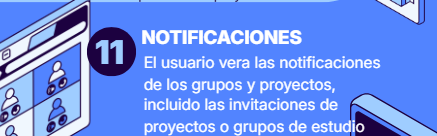 11
NOTIFICACIONES
El usuario vera las notificaciones
de los grupos y proyectos,
incluido las invitaciones de
proyectos o grupos de estudio